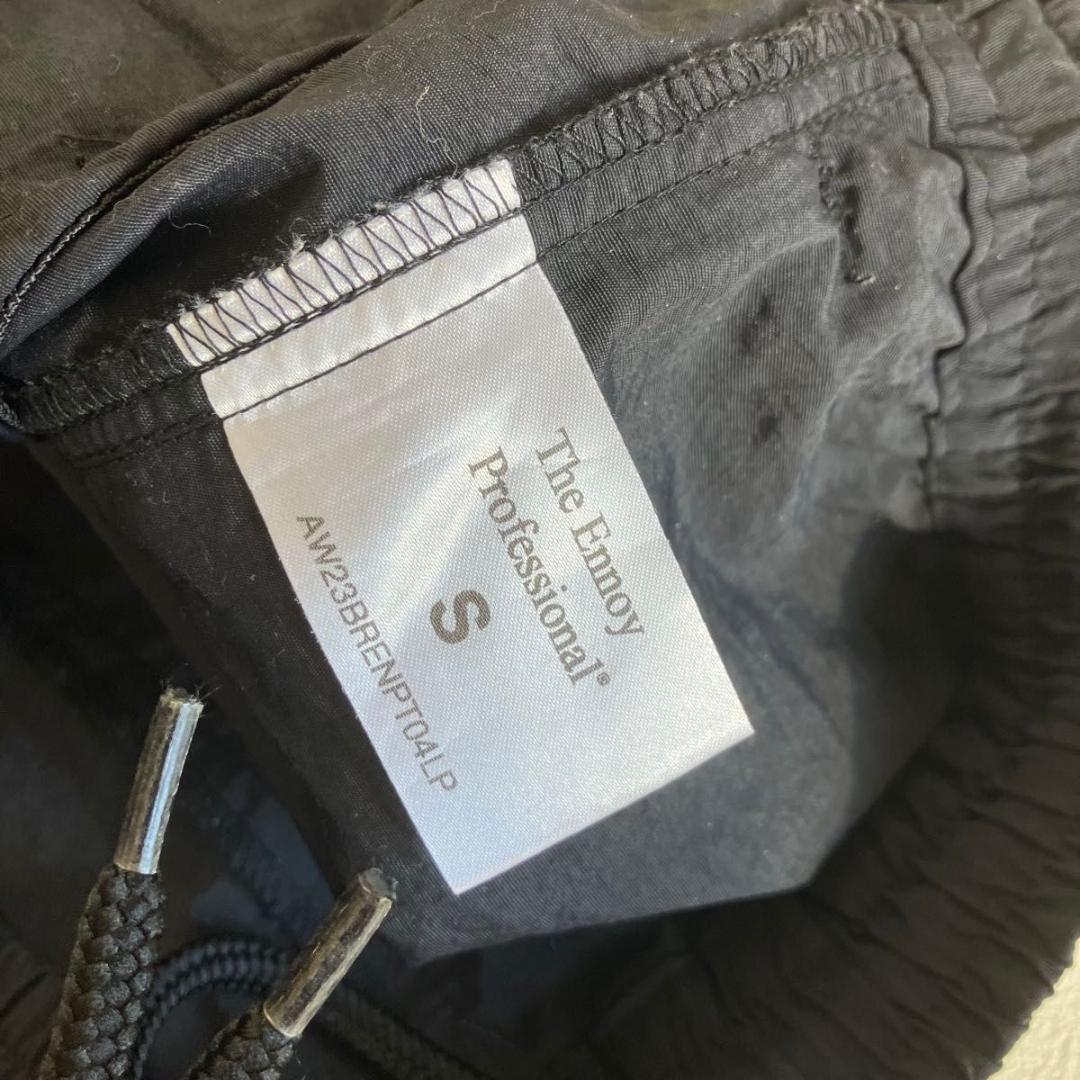 The Ennoy
Professional®
S
AW23BRENPT04LP